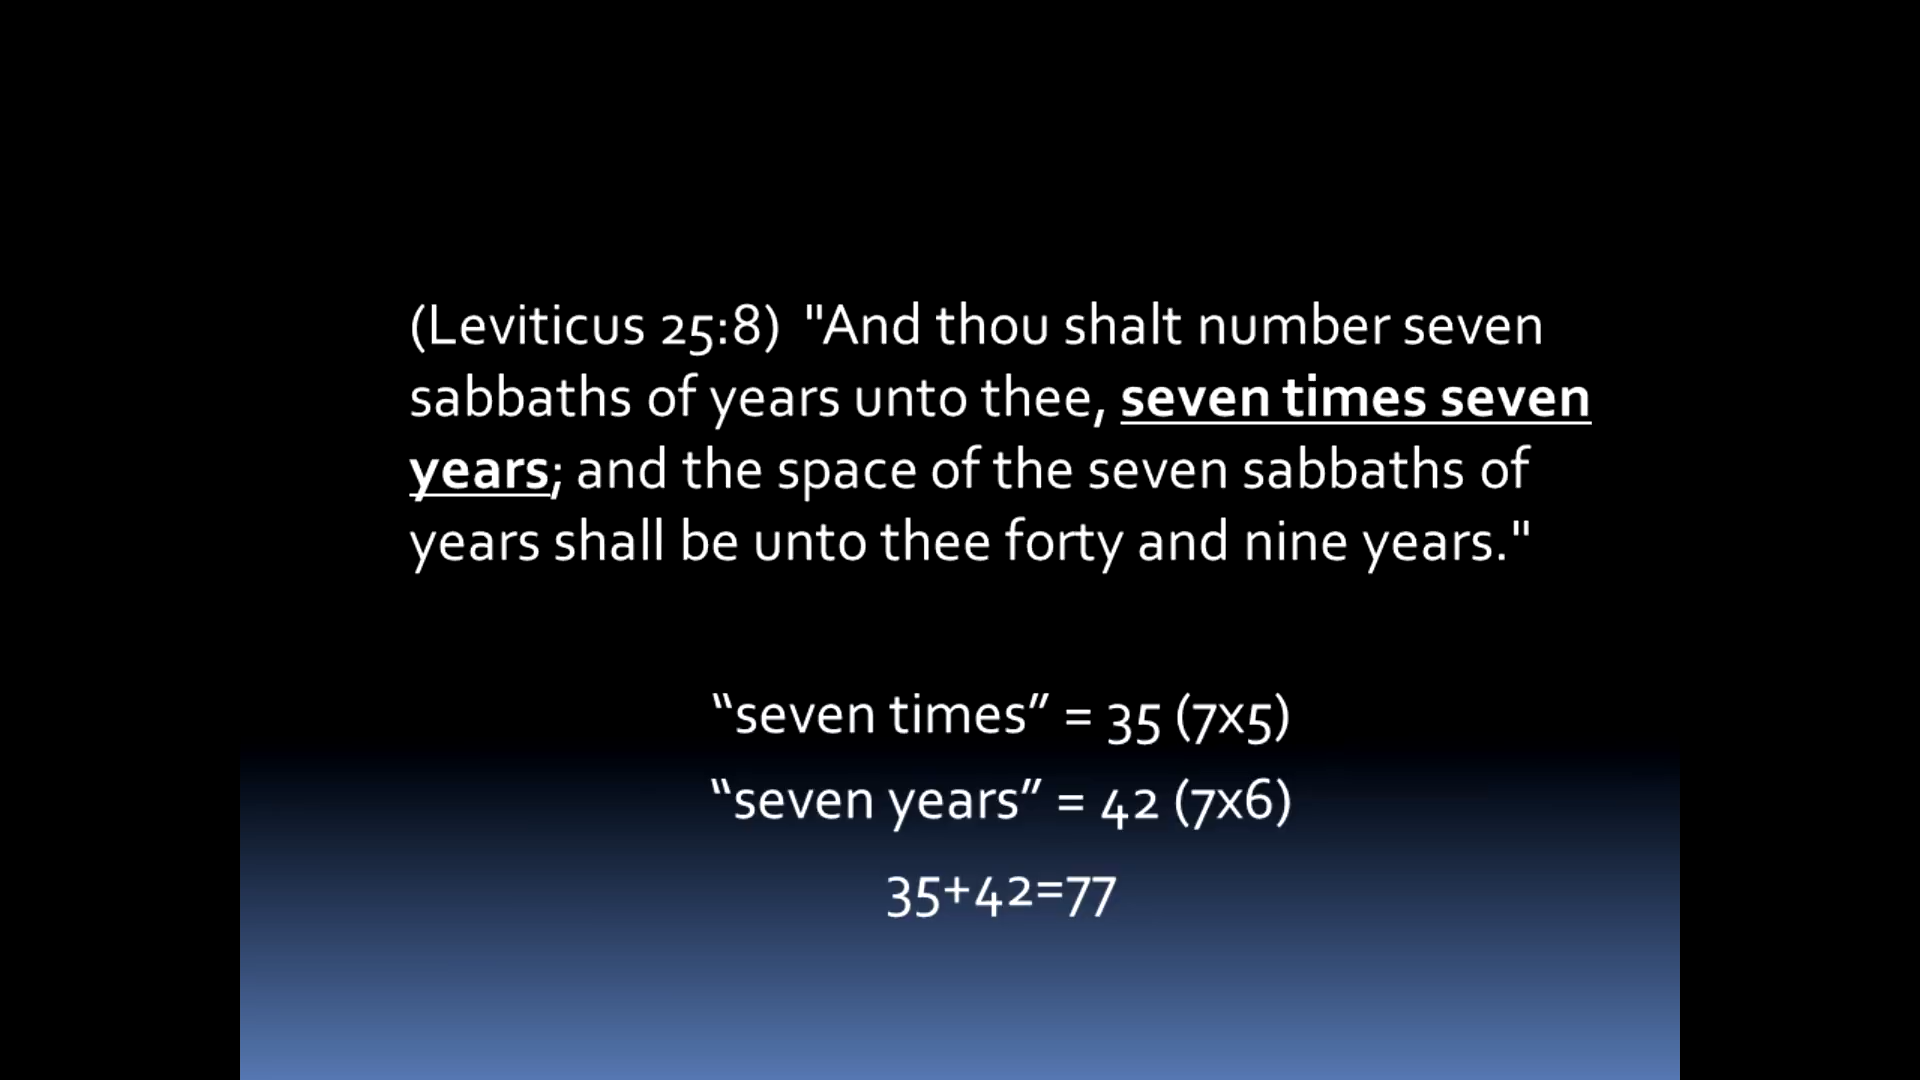 (Leviticus 25:8)  "And thou shalt number seven
sabbaths of years unto thee, seven times seven
years; and the space of the seven sabbaths of
years shall be unto thee forty and nine years."
“seven times” = 35 (7x5)
“seven years” = 42 (7x6)
35+42=77